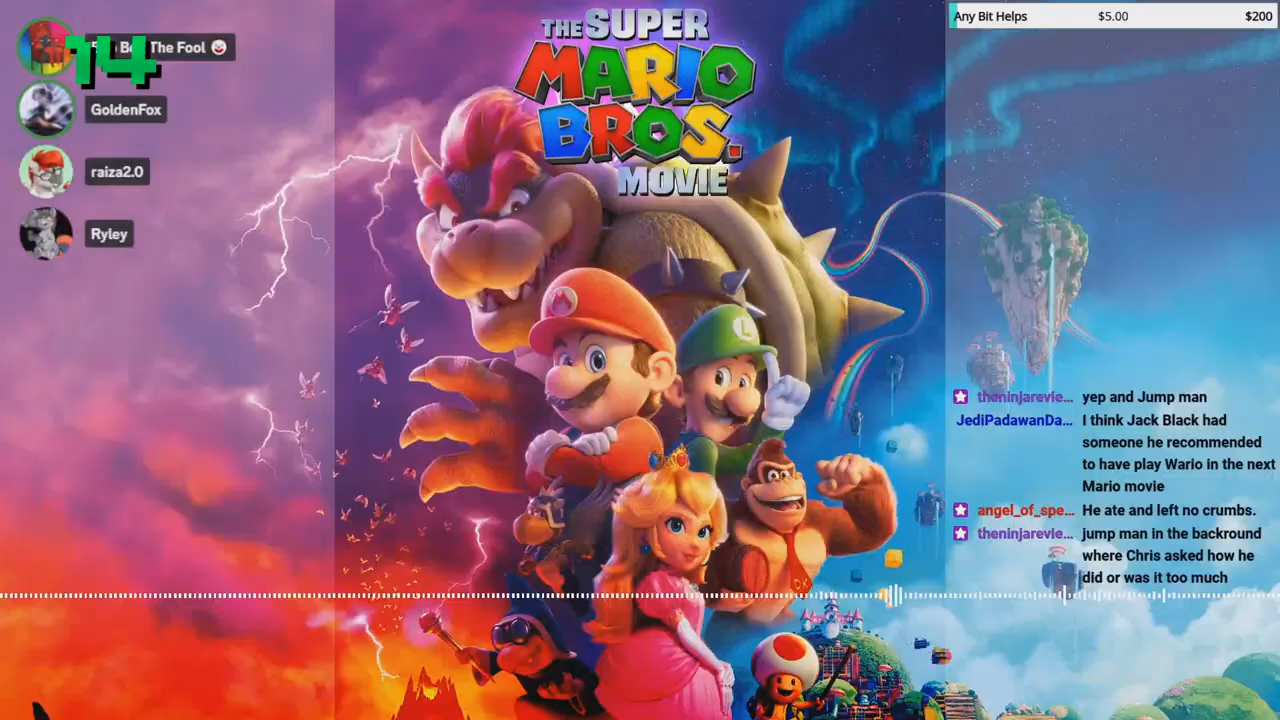 THE SUPER
MARIO
BROS.
MOVIE
Any Bit Helps $5.00 $200
14
The Fool
GoldenFox
raiza2.0
Ryley
M
L
DK
theninjarevie... yep and Jump man
JediPadawanDa... I think Jack Black had
someone he recommended
to have play Wario in the next
Mario movie
angel_of_spe... He ate and left no crumbs.
theninjarevie... jump man in the backround
where Chris asked how he
did or was it too much